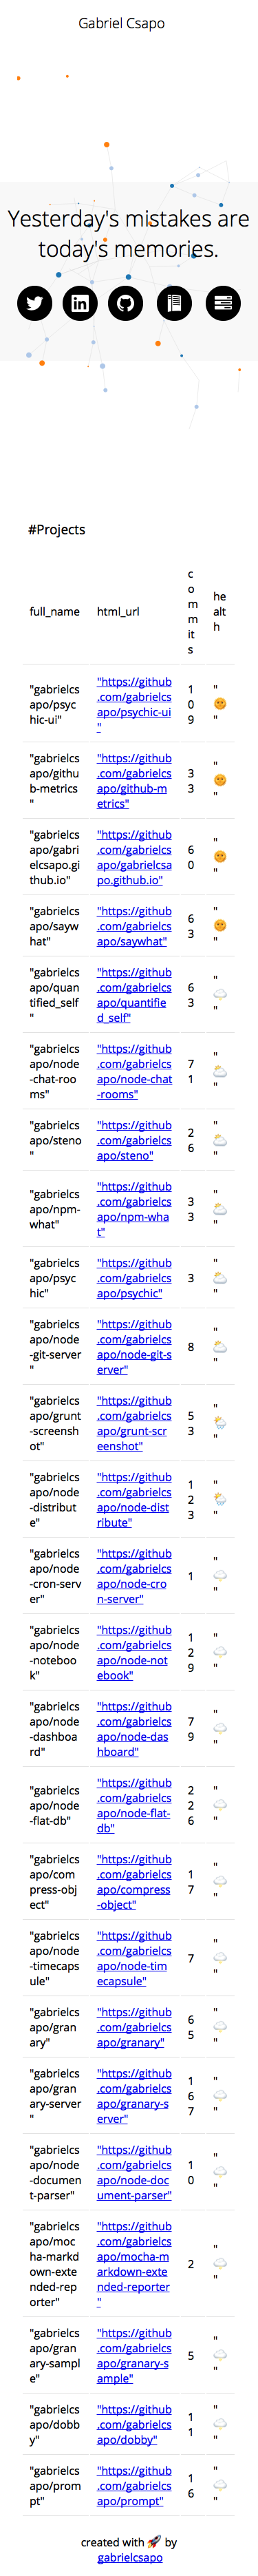 Gabriel Csapo
Yesterday's mistakes are
today's memories.
#Projects
full_name html_url commits health
"gabrielcsapo/psychic-ui" "https://github.com/gabrielcsapo/psychic-ui" 109 "🌞"
"gabrielcsapo/github-metrics" "https://github.com/gabrielcsapo/github-metrics" 33 "🌞"
"gabrielcsapo/gabrielcsapo.github.io" "https://github.com/gabrielcsapo/gabrielcsapo.github.io" 60 "🌞"
"gabrielcsapo/saywhat" "https://github.com/gabrielcsapo/saywhat" 63 "🌞"
"gabrielcsapo/quantified_self" "https://github.com/gabrielcsapo/quantified_self" 63 "🌩"
"gabrielcsapo/node-chat-rooms" "https://github.com/gabrielcsapo/node-chat-rooms" 71 "🌥"
"gabrielcsapo/steno" "https://github.com/gabrielcsapo/steno" 26 "🌥"
"gabrielcsapo/npm-what" "https://github.com/gabrielcsapo/npm-what" 33 "🌥"
"gabrielcsapo/psychic" "https://github.com/gabrielcsapo/psychic" 3 "🌥"
"gabrielcsapo/node-git-server" "https://github.com/gabrielcsapo/node-git-server" 8 "🌥"
"gabrielcsapo/grunt-screenshot" "https://github.com/gabrielcsapo/grunt-screenshot" 53 "🌦"
"gabrielcsapo/node-distribute" "https://github.com/gabrielcsapo/node-distribute" 123 "🌦"
"gabrielcsapo/node-cron-server" "https://github.com/gabrielcsapo/node-cron-server" 1 "🌩"
"gabrielcsapo/node-notebook" "https://github.com/gabrielcsapo/node-notebook" 129 "🌩"
"gabrielcsapo/node-dashboard" "https://github.com/gabrielcsapo/node-dashboard" 79 "🌩"
"gabrielcsapo/node-flat-db" "https://github.com/gabrielcsapo/node-flat-db" 226 "🌩"
"gabrielcsapo/compress-object" "https://github.com/gabrielcsapo/compress-object" 17 "🌩"
"gabrielcsapo/node-timecapsule" "https://github.com/gabrielcsapo/node-timecapsule" 7 "🌩"
"gabrielcsapo/granary" "https://github.com/gabrielcsapo/granary" 65 "🌩"
"gabrielcsapo/granary-server" "https://github.com/gabrielcsapo/granary-server" 167 "🌩"
"gabrielcsapo/node-document-parser" "https://github.com/gabrielcsapo/node-document-parser" 10 "🌩"
"gabrielcsapo/mocha-markdown-extended-reporter" "https://github.com/gabrielcsapo/mocha-markdown-extended-reporter" 2 "🌩"
"gabrielcsapo/granary-sample" "https://github.com/gabrielcsapo/granary-sample" 5 "🌩"
"gabrielcsapo/dobby" "https://github.com/gabrielcsapo/dobby" 11 "🌩"
"gabrielcsapo/prompt" "https://github.com/gabrielcsapo/prompt" 16 "🌩"
created with 🚀 by
gabrielcsapo